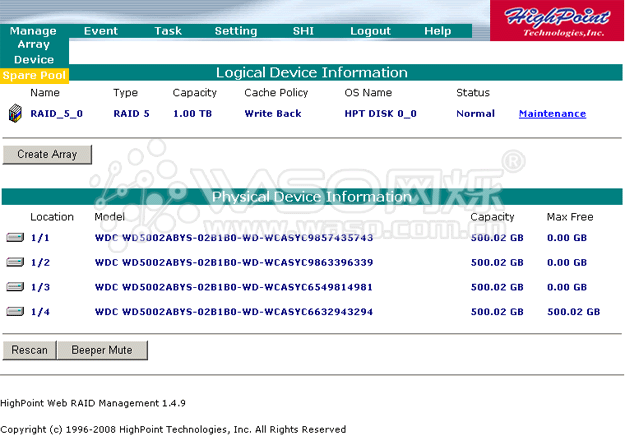 HighPoint
Technologies,Inc.
Manage Event Task Setting SHI Logout Help
Array
Device
Spare Pool
Logical Device Information
Name Type Capacity Cache Policy OS Name Status
RAID_5_0 RAID 5 1.00 TB Write Back HPT DISK 0_0 Normal Maintenance
Create Array
WASO网烁®
www.waso.com.cn
Physical Device Information
Location Model Capacity Max Free
1/1 WDC WD5002ABYS-02B1B0-WD-WCASYC9857435743 500.02 GB 0.00 GB
1/2 WDC WD5002ABYS-02B1B0-WD-WCASYC9863396339 500.02 GB 0.00 GB
1/3 WDC WD5002ABYS-02B1B0-WD-WCASYC6549814981 500.02 GB 0.00 GB
1/4 WDC WD5002ABYS-02B1B0-WD-WCASYC6632943294 500.02 GB 500.02 GB
Rescan Beeper Mute
HighPoint Web RAID Management 1.4.9
Copyright (c) 1996-2008 HighPoint Technologies, Inc. All Rights Reserved